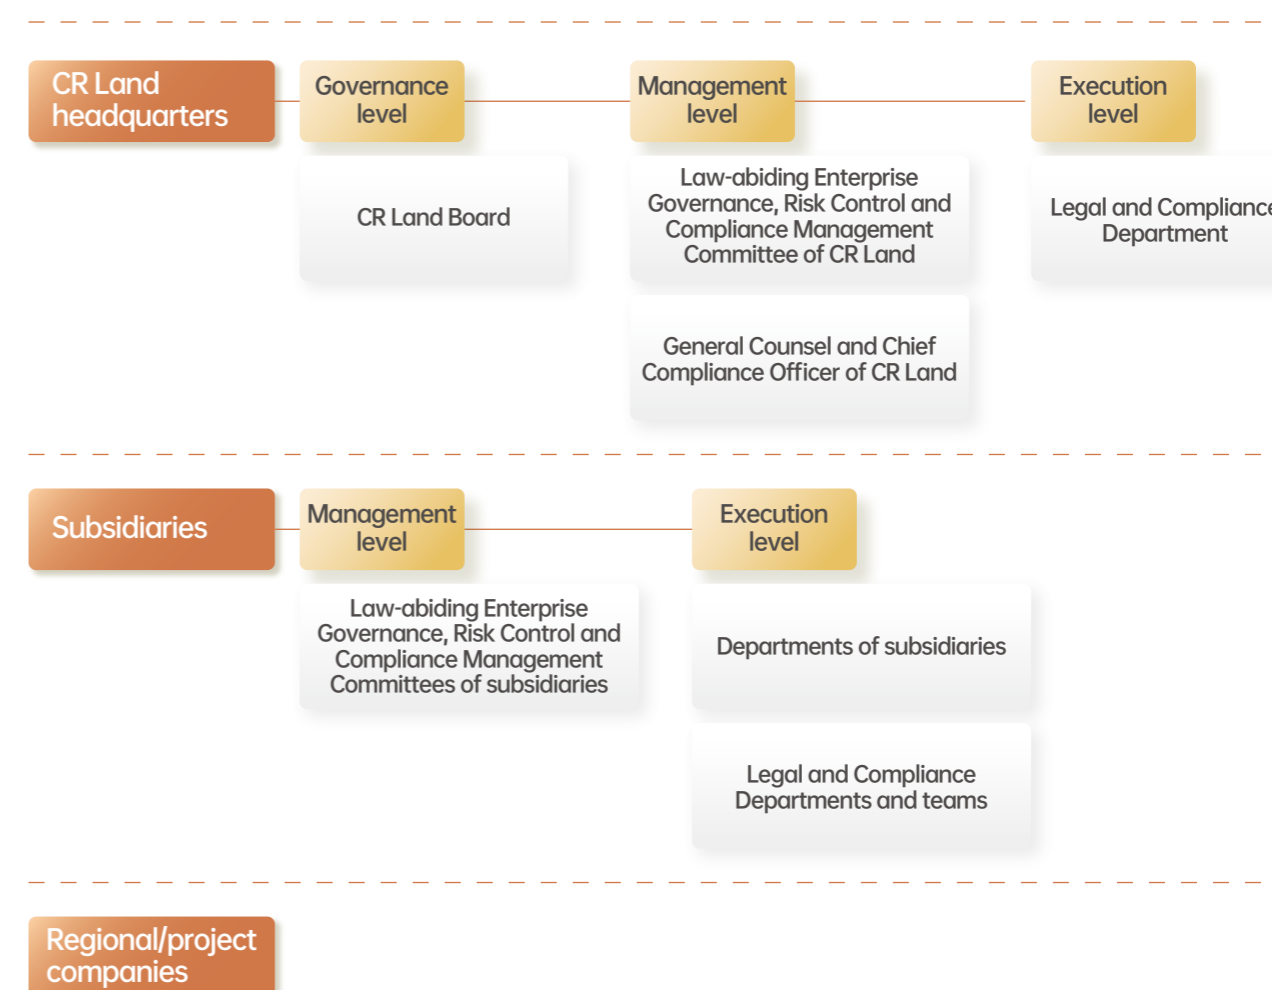 CR Land
headquarters
Governance
level
Management
level
Execution
level
CR Land Board
Law-abiding Enterprise
Governance, Risk Control and
Compliance Management
Committee of CR Land
General Counsel and Chief
Compliance Officer of CR Land
Legal and Compliance
Department
Subsidiaries
Management
level
Execution
level
Law-abiding Enterprise
Governance, Risk Control and
Compliance Management
Committees of subsidiaries
Departments of subsidiaries
Legal and Compliance
Departments and teams
Regional/project
companies